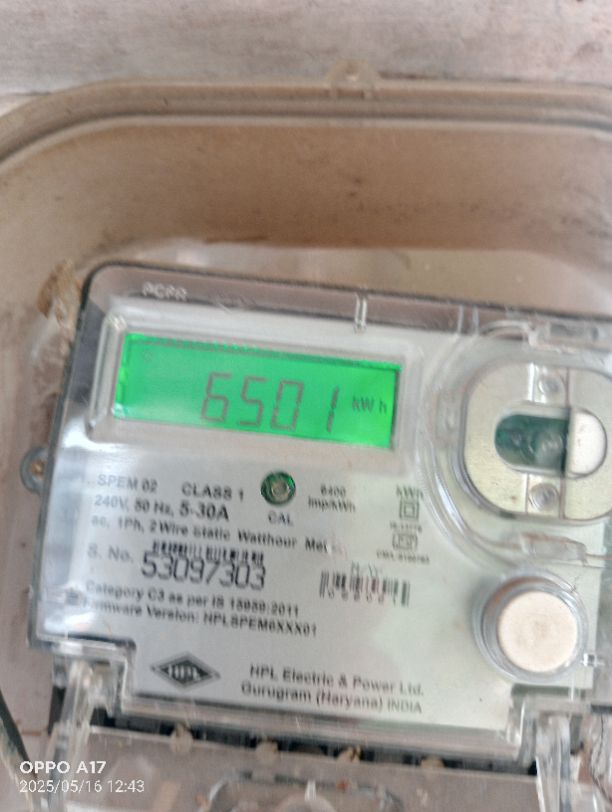 PCPR
6501 kWh
SPEM 02 CLASS 1
6400
imp/kWh
kWh
240V, 50 Hz, 5-30A
CAL
ac, 1Ph, 2 Wire Static Watthour
S. No. 53097303
Category C3 as per IS 15959:2011
Firmware Version: HPLSPEM6XXX01
HPL
HPL Electric & Power Ltd.
Gurugram (Haryana) INDIA
OPPO A17
2025/05/16 12:43